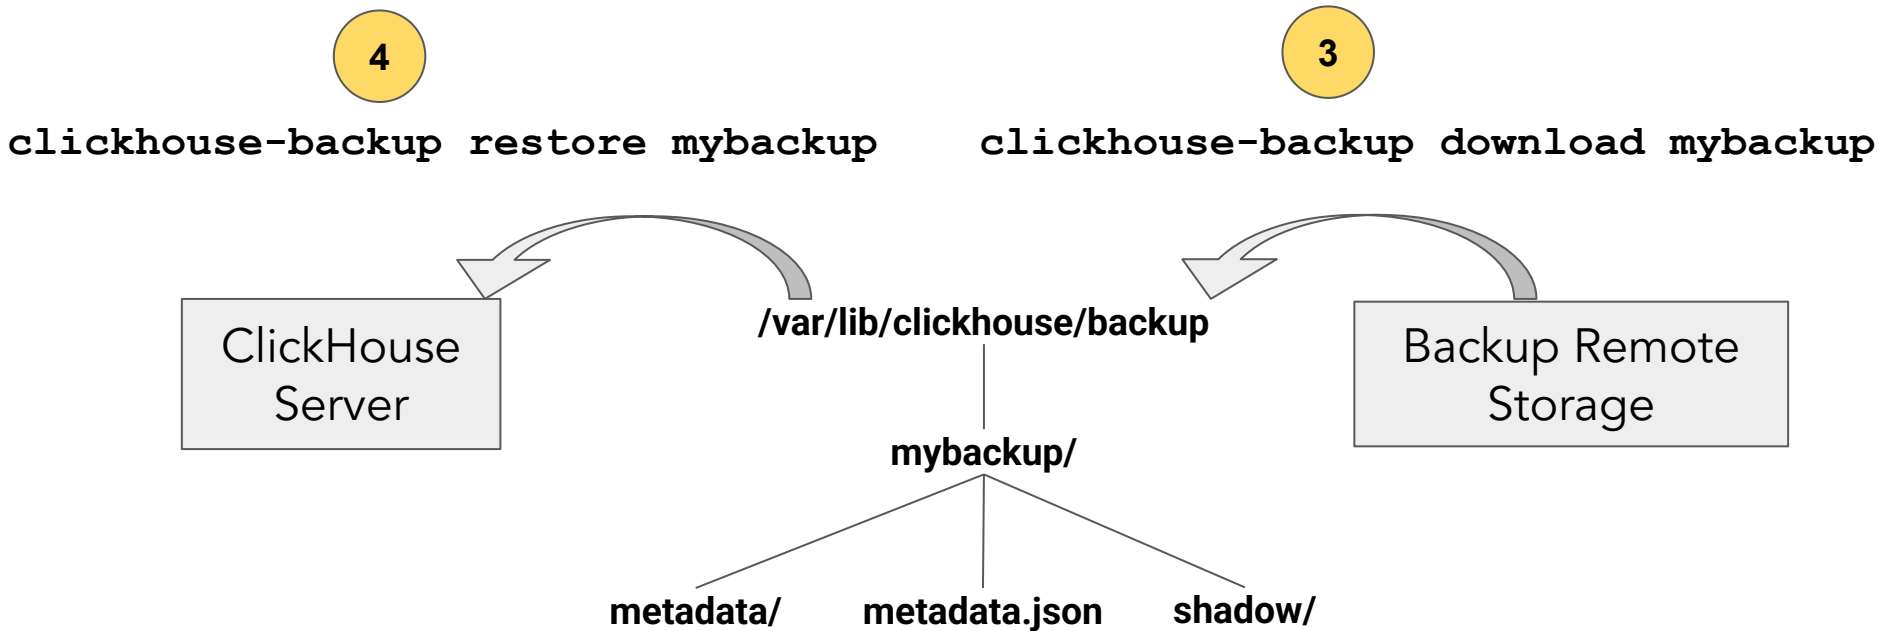 4
3
clickhouse-backup restore mybackup
clickhouse-backup download mybackup
ClickHouse
Server
/var/lib/clickhouse/backup
Backup Remote
Storage
mybackup/
metadata/
metadata.json
shadow/